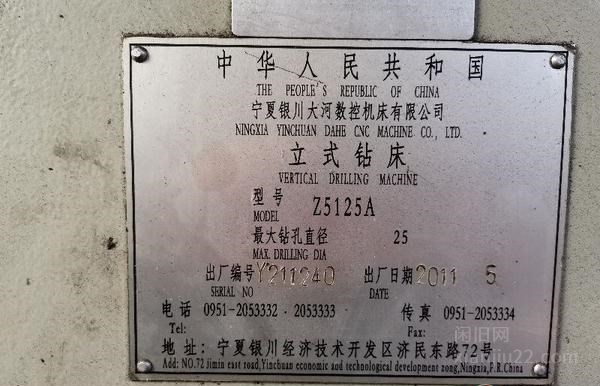 中华人民共和国
THE PEOPLE'S REPUBLIC OF CHINA
宁夏银川大河数控机床有限公司
NINGXIA YINCHUAN DAHE CNC MACHINE CO., LTD.
立式钻床
VERTICAL DRILLING MACHINE
型号 Z5125A
MODEL
最大钻孔直径 25
MAX. DRILLING DIA
出厂编号 Y211240 出厂日期 2011 5
SERIAL NO DATE
电话 0951-2053332 · 2053333 传真 0951-2053334
Tel: Fax:
地址: 宁夏银川经济技术开发区济民东路72号
Add: NO.72 jimin east road,Yinchuan economic and technological development zong,Ningxia,P.R.China
闲旧网